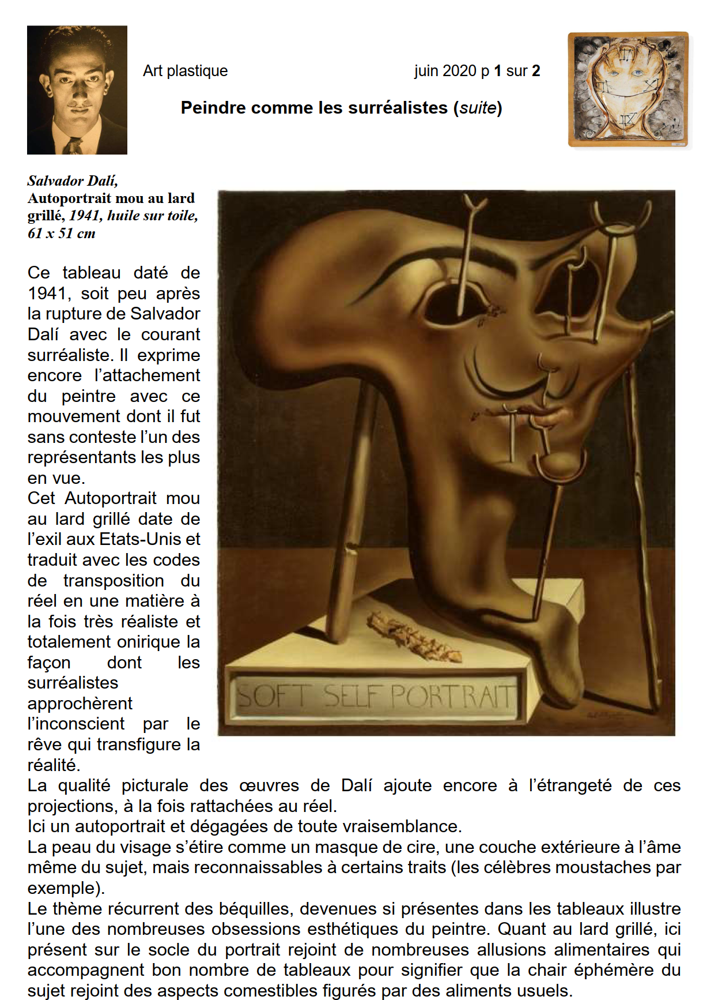 Art plastique juin 2020 p 1 sur 2
Peindre comme les surréalistes (suite)
Salvador Dalí,
Autoportrait mou au lard
grillé, 1941, huile sur toile,
61 x 51 cm
Ce tableau daté de
1941, soit peu après
la rupture de Salvador
Dalí avec le courant
surréaliste. Il exprime
encore l’attachement
du peintre avec ce
mouvement dont il fut
sans conteste l’un des
représentants les plus
en vue.
Cet Autoportrait mou
au lard grillé date de
l’exil aux Etats-Unis et
traduit avec les codes
de transposition du
réel en une matière à
la fois très réaliste et
totalement onirique la
façon dont les
surréalistes
approchèrent
l’inconscient par le
rêve qui transfigure la
réalité.
SOFT SELF PORTRAIT
La qualité picturale des œuvres de Dalí ajoute encore à l’étrangeté de ces
projections, à la fois rattachées au réel.
Ici un autoportrait et dégagées de toute vraisemblance.
La peau du visage s’étire comme un masque de cire, une couche extérieure à l’âme
même du sujet, mais reconnaissables à certains traits (les célèbres moustaches par
exemple).
Le thème récurrent des béquilles, devenues si présentes dans les tableaux illustre
l’une des nombreuses obsessions esthétiques du peintre. Quant au lard grillé, ici
présent sur le socle du portrait rejoint de nombreuses allusions alimentaires qui
accompagnent bon nombre de tableaux pour signifier que la chair éphémère du
sujet rejoint des aspects comestibles figurés par des aliments usuels.